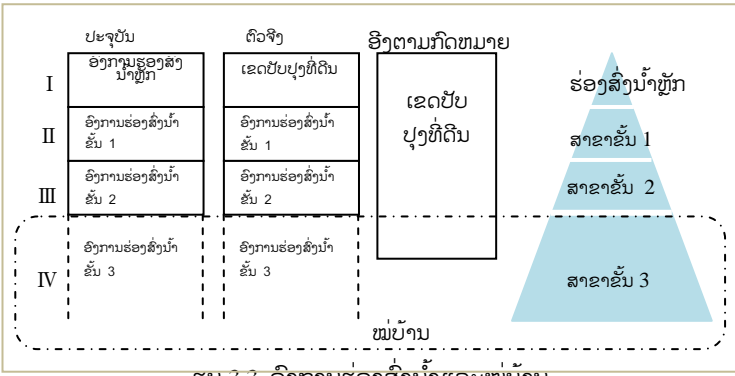 ປະຈຸບັນ
ຕົວຈີງ
ອີງຕາມກົດຫມາຍ
I
ອົງການຮອງສົ່ງ
ນ້ຳຫຼັກ
ເຂດປັບປຸງທີ່ດິນ
ເຂດປັບ
ປຸງທີ່ດິນ
ຮ່ອງສົ່ງນ້ຳຫຼັກ
II
ອົງການຮ່ອງສົ່ງນ້ຳ
ຂັ້ນ 1
ອົງການຮ່ອງສົ່ງນ້ຳ
ຂັ້ນ 1
ສາຂາຂັ້ນ 1
III
ອົງການຮ່ອງສົ່ງນ້ຳ
ຂັ້ນ 2
ອົງການຮ່ອງສົ່ງນ້ຳ
ຂັ້ນ 2
ສາຂາຂັ້ນ 2
IV
ອົງການຮ່ອງສົ່ງນ້ຳ
ຂັ້ນ 3
ອົງການຮ່ອງສົ່ງນ້ຳ
ຂັ້ນ 3
ສາຂາຂັ້ນ 3
ໝູ່ບ້ານ